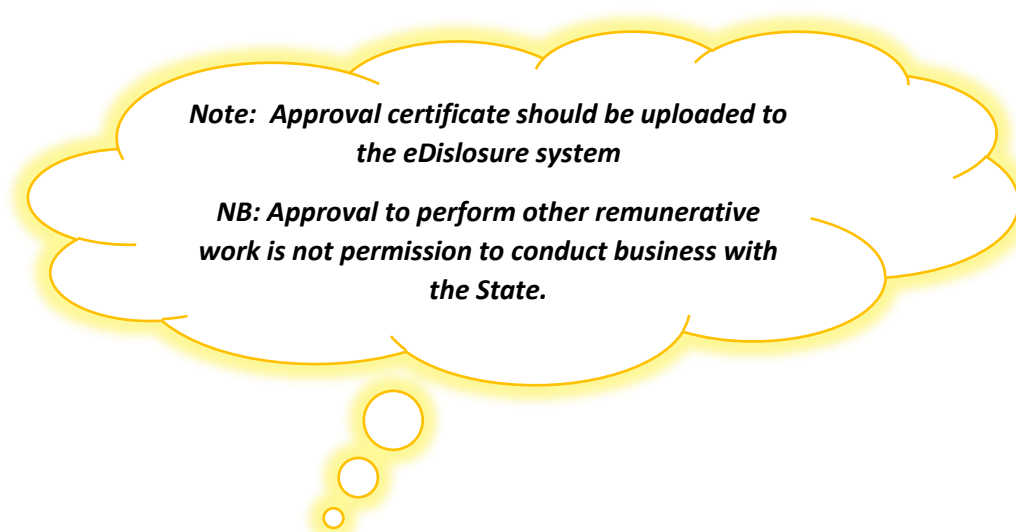 Note:  Approval certificate should be uploaded to
the eDislosure system
NB: Approval to perform other remunerative
work is not permission to conduct business with
the State.